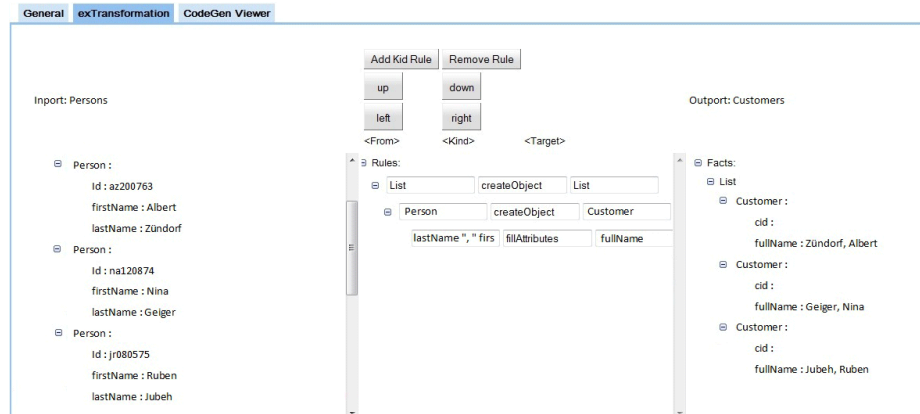 General exTransformation CodeGen Viewer
Add Kid Rule Remove Rule
up down
Inport: Persons
Outport: Customers
left right
<From> <Kind> <Target>
Person :
Id : az200763
firstName : Albert
lastName : Zündorf
Person :
Id : na120874
firstName : Nina
lastName : Geiger
Person :
Id : jr080575
firstName : Ruben
lastName : Jubeh
Rules:
List createObject List
Person createObject Customer
lastName ", " firs fillAttributes fullName
Facts:
List
Customer :
cid :
fullName : Zündorf, Albert
Customer :
cid :
fullName : Geiger, Nina
Customer :
cid :
fullName : Jubeh, Ruben